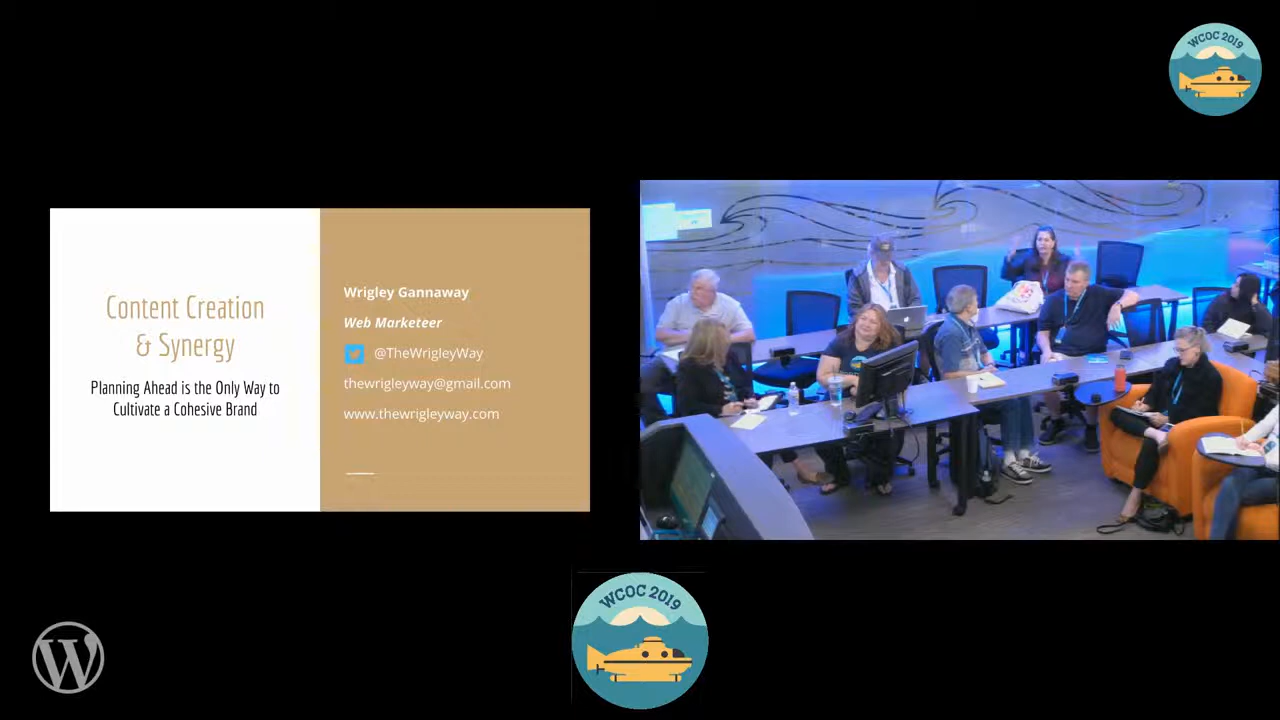 WCOC 2019
Content Creation
& Synergy
Planning Ahead is the Only Way to
Cultivate a Cohesive Brand
Wrigley Gannaway
Web Marketeer
@TheWrigleyWay
thewrigleyway@gmail.com
www.thewrigleyway.com
W
WCOC 2019